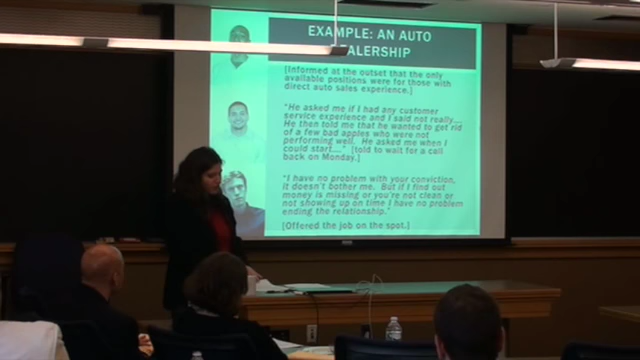 EXAMPLE: AN AUTO
ALERSHIP
[Informed at the outset that the only
available positions were for those with
direct auto sales experience.]
"He asked me if I had any customer
service experience and I said not really....
He then told me that he wanted to get rid
of a few bad apples who were not
performing well. He asked me when I
could start...." [told to wait for a call
back on Monday.]
"I have no problem with your conviction,
it doesn't bother me. But if I find out
money is missing or you're not clean or
not showing up on time I have no problem
ending the relationship."
[Offered the job on the spot.]